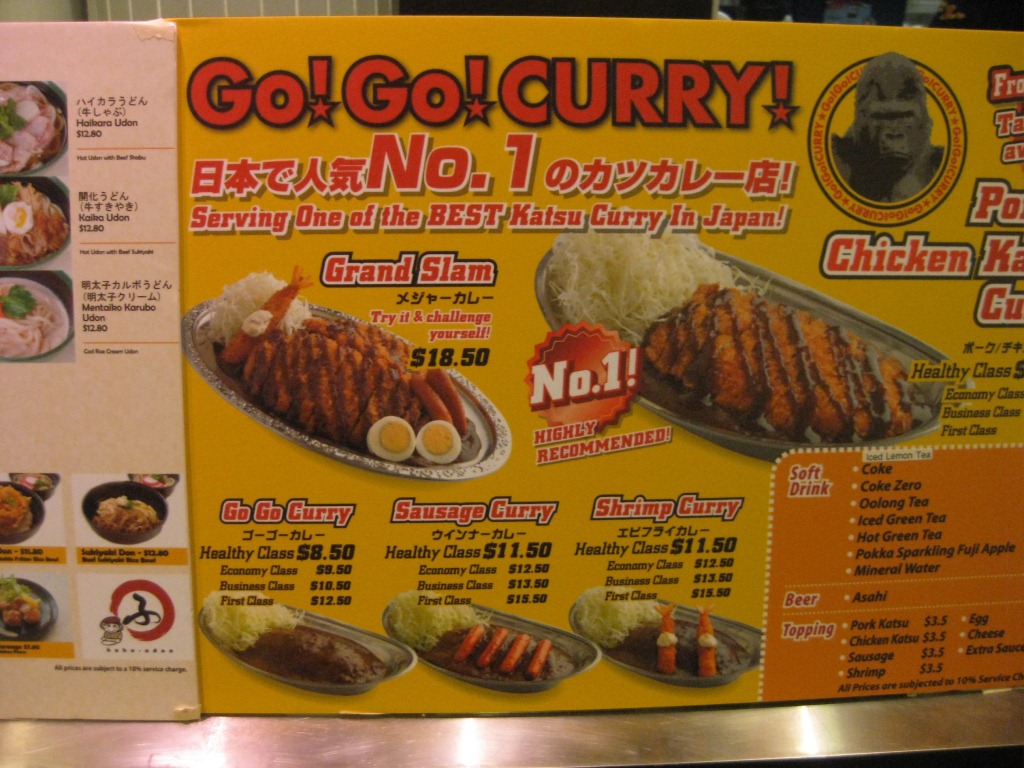 ハイカラうどん
(牛しゃぶ)
Haikara Udon
$12.80
Hot Udon with Beef Shabu
開化うどん
(牛すきやき)
Kaika Udon
$12.80
Hot Udon with Beef Sukiyaki
明太子カルボうどん
(明太子クリーム)
Mentaiko Karubo
Udon
$12.80
Cod Roe Cream Udon
Don - $11.80
Sukiyaki Don - $12.80
Beef Sukiyaki Rice Bowl
All prices are subject to a 10% service charge.
Go!Go!CURRY!
日本で人気No.1のカツカレー店!
Serving One of the BEST Katsu Curry In Japan!
Go!Go!CURRY
Grand Slam
メジャーカレー
Try it & challenge
yourself!
$18.50
No.1!
HIGHLY
RECOMMENDED!
Chicken
ポーク/チキ
Healthy Class $
Economy Class
Business Class
First Class
Go Go Curry
ゴーゴーカレー
Healthy Class $8.50
Economy Class $9.50
Business Class $10.50
First Class $12.50
Sausage Curry
ウインナーカレー
Healthy Class $11.50
Economy Class $12.50
Business Class $13.50
First Class $15.50
Shrimp Curry
エビフライカレー
Healthy Class $11.50
Economy Class $12.50
Business Class $13.50
First Class $15.50
Soft
Drink
Iced Lemon Tea
• Coke
• Coke Zero
• Oolong Tea
• Iced Green Tea
• Hot Green Tea
• Pokka Sparkling Fuji Apple
• Mineral Water
Beer
• Asahi
Topping
• Pork Katsu $3.5
• Chicken Katsu $3.5
• Sausage $3.5
• Shrimp $3.5
• Egg
• Cheese
• Extra Sauce
All Prices are subjected to 10% Service